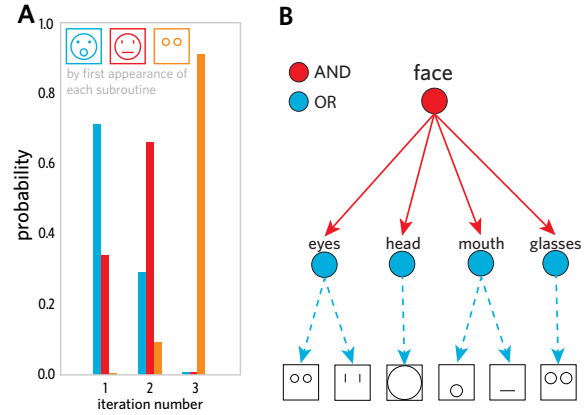 A
1.0
0.8
0.6
0.4
0.2
0.0
probability
by first appearance of
each subroutine
1 2 3
iteration number
B
AND
OR
face
eyes head mouth glasses